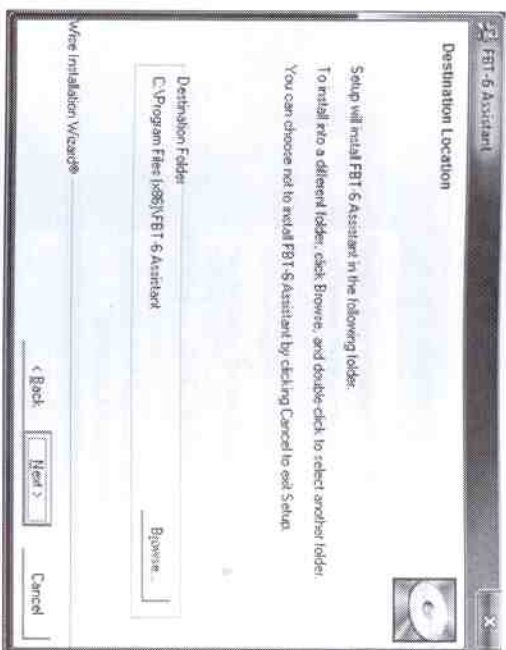 FBT-6 Assistant
Destination Location
Setup will install FBT-6 Assistant in the following folder.
To install into a different folder, click Browse, and double-click to select another folder.
You can choose not to install FBT-6 Assistant by clicking Cancel to exit Setup.
Destination Folder
C:\Program Files (x86)\FBT-6 Assistant
Browse...
Wise Installation Wizard®
< Back
Next >
Cancel